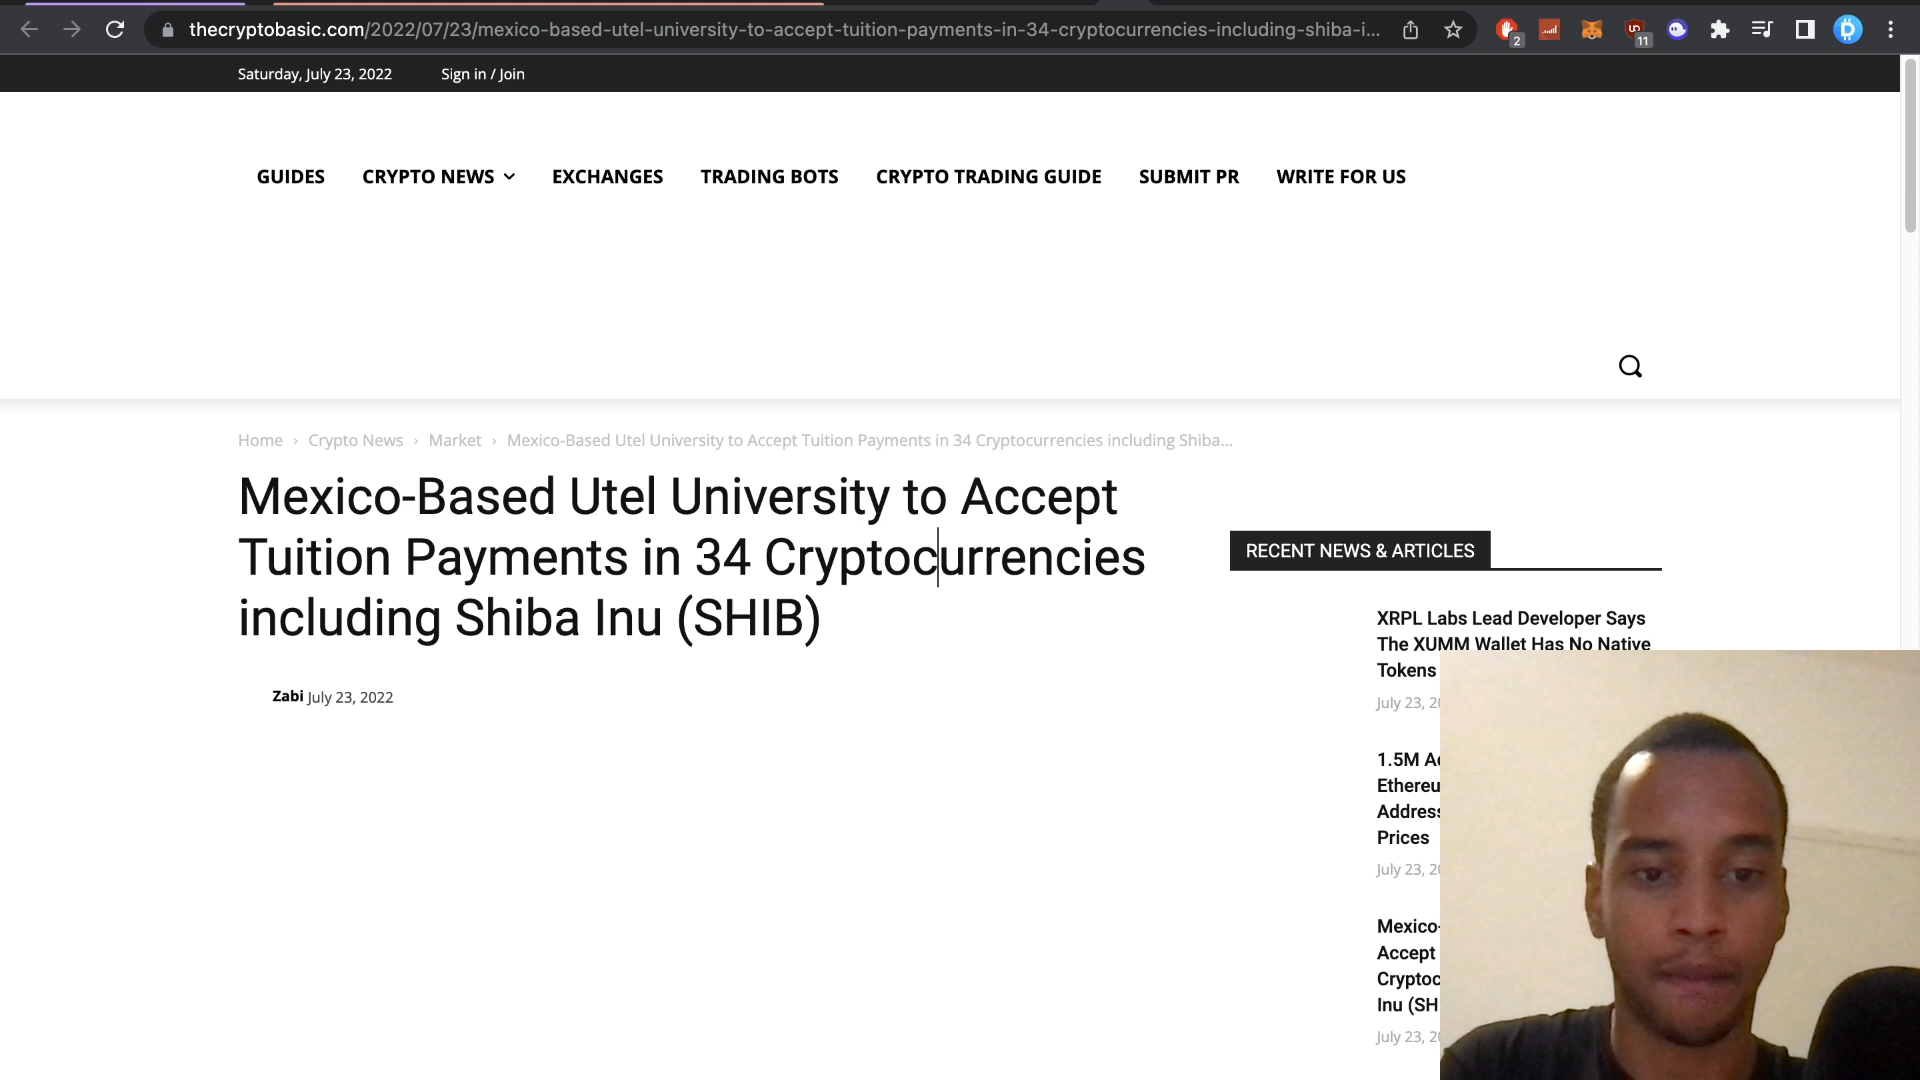 thecryptobasic.com/2022/07/23/mexico-based-utel-university-to-accept-tuition-payments-in-34-cryptocurrencies-including-shiba-i...
2
11
Saturday, July 23, 2022 Sign in / Join
GUIDES CRYPTO NEWS EXCHANGES TRADING BOTS CRYPTO TRADING GUIDE SUBMIT PR WRITE FOR US
Home › Crypto News › Market › Mexico-Based Utel University to Accept Tuition Payments in 34 Cryptocurrencies including Shiba...
Mexico-Based Utel University to Accept
Tuition Payments in 34 Cryptocurrencies
including Shiba Inu (SHIB)
Zabi July 23, 2022
RECENT NEWS & ARTICLES
XRPL Labs Lead Developer Says
The XUMM Wallet Has No Native
Tokens
July 23, 20
1.5M A
Ethereu
Address
Prices
July 23, 20
Mexico-
Accept
Cryptoc
Inu (SH
July 23, 20